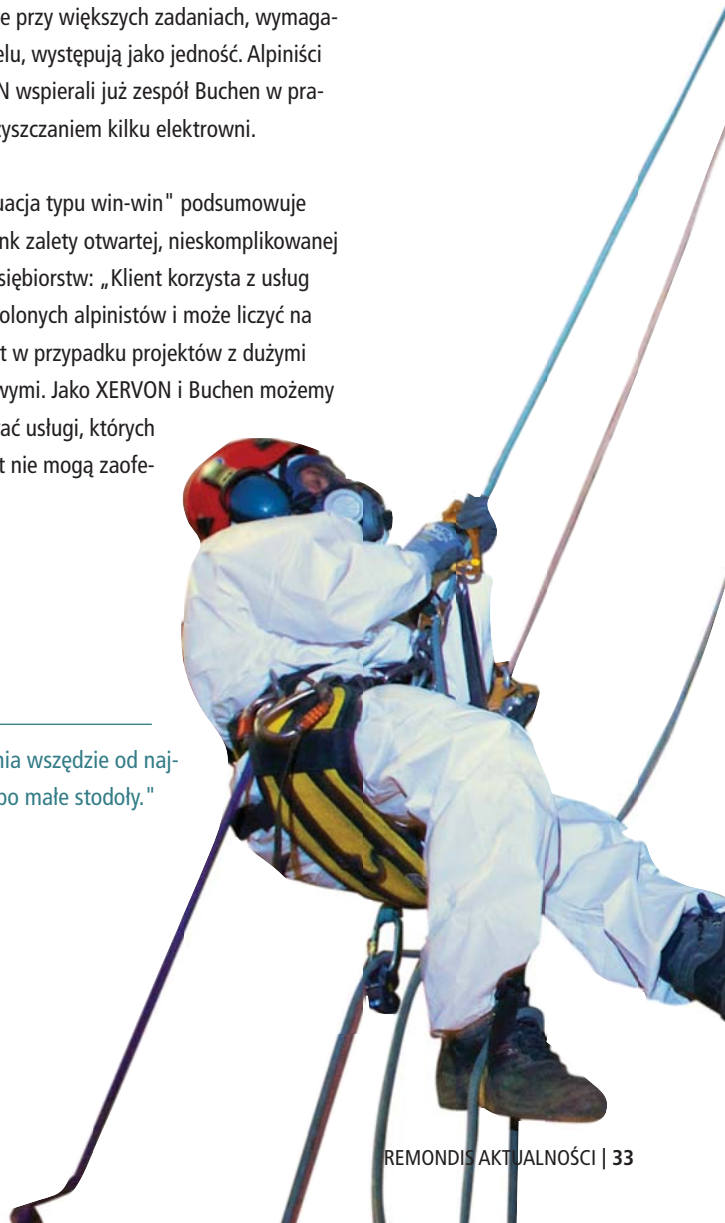 e przy większych zadaniach, wymaga-
elu, występują jako jedność. Alpiniści
N wspierali już zespół Buchen w pra-
zyszczaniem kilku elektrowni.
uacja typu win-win" podsumowuje
nk zalety otwartej, nieskomplikowanej
siębiorstw: „Klient korzysta z usług
olonych alpinistów i może liczyć na
t w przypadku projektów z dużymi
wymi. Jako XERVON i Buchen możemy
ać usługi, których
t nie mogą zaofe-
nia wszędzie od naj-
po małe stodoły."
REMONDIS AKTUALNOŚCI | 33